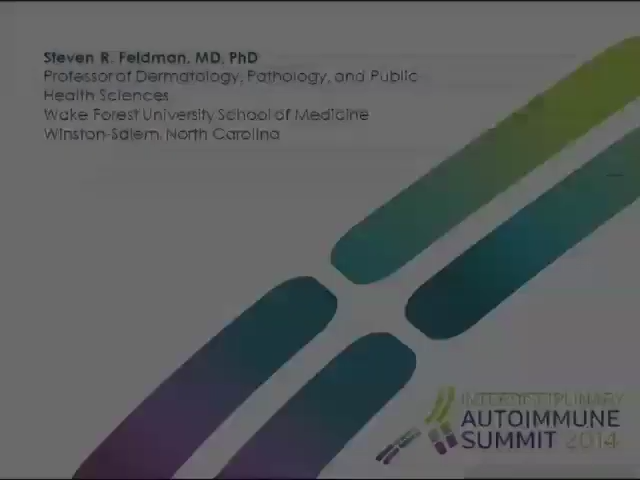 Steven R. Feldman, MD, PhD
Professor of Dermatology, Pathology, and Public
Health Sciences
Wake Forest University School of Medicine
Winston-Salem, North Carolina
INTERDISCIPLINARY
AUTOIMMUNE
SUMMIT 2014